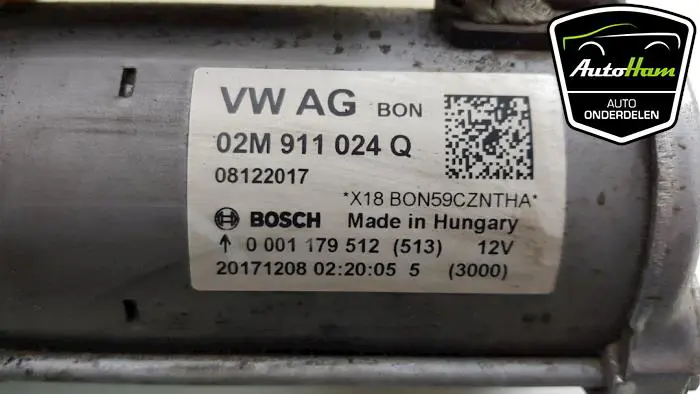 VW AG BON
02M 911 024 Q
08122017
*X18 BON59CZNTHA*
BOSCH Made in Hungary
↑ 0 001 179 512 (513) 12V
20171208 02:20:05 5 (3000)
AutoHam
AUTO
ONDERDELEN